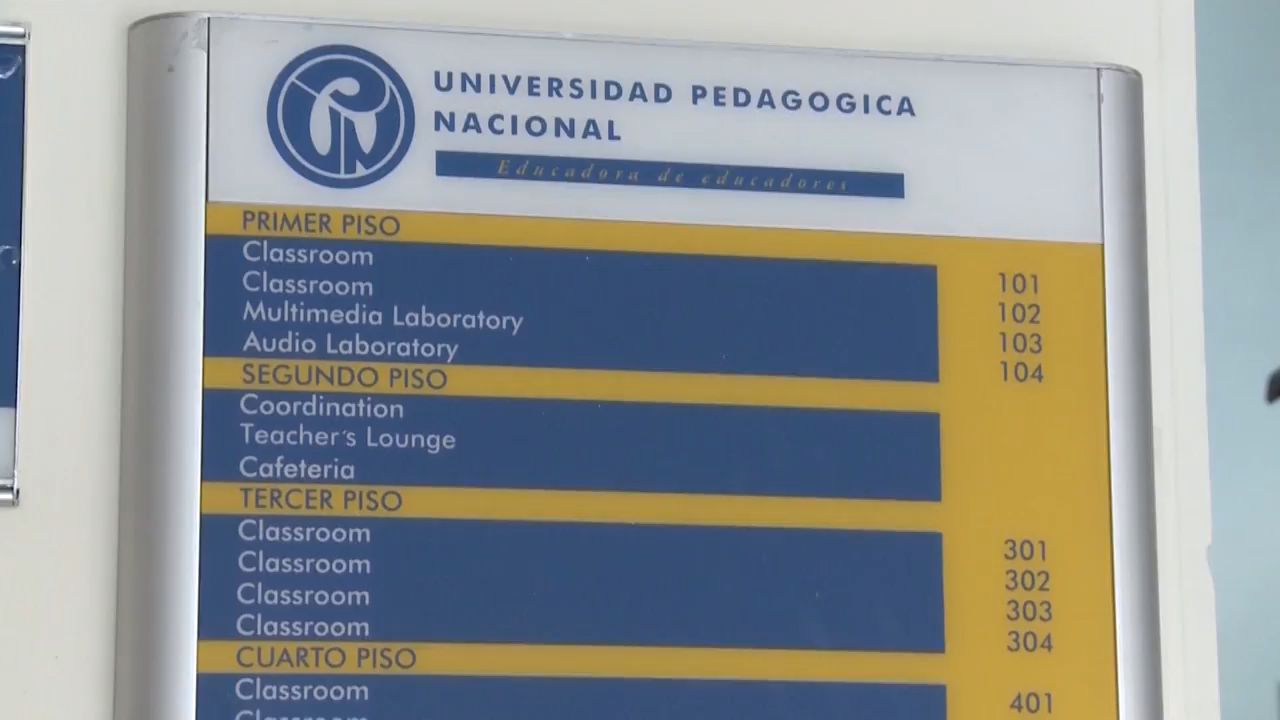 UNIVERSIDAD PEDAGOGICA
NACIONAL
Educadora de educadores
PRIMER PISO
Classroom 101
Classroom 102
Multimedia Laboratory 103
Audio Laboratory 104
SEGUNDO PISO
Coordination
Teacher´s Lounge
Cafeteria
TERCER PISO
Classroom 301
Classroom 302
Classroom 303
Classroom 304
CUARTO PISO
Classroom 401